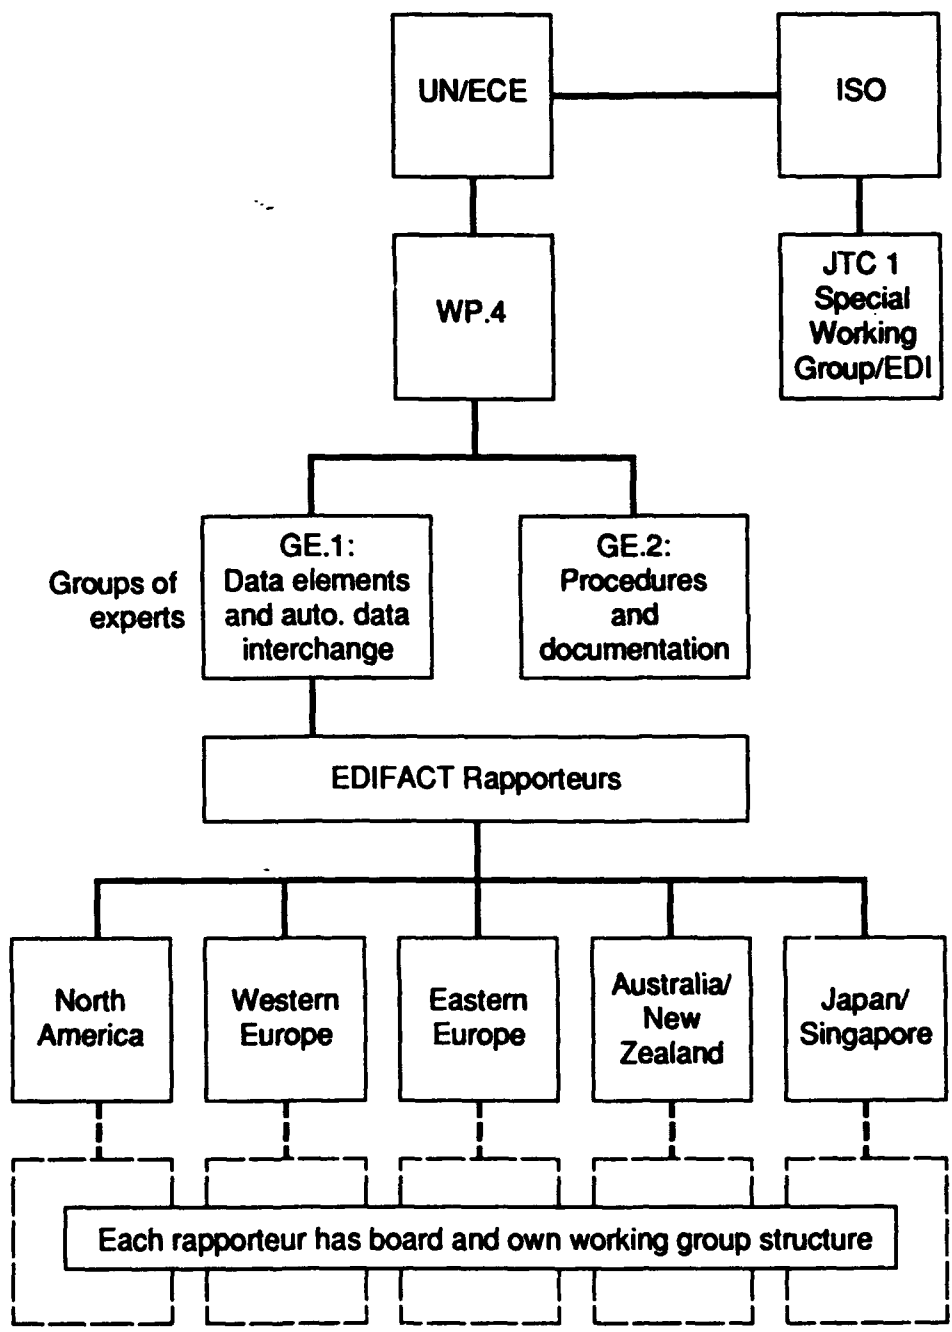 UN/ECE
ISO
WP.4
JTC 1
Special
Working
Group/EDI
Groups of
experts
GE.1:
Data elements
and auto. data
interchange
GE.2:
Procedures
and
documentation
EDIFACT Rapporteurs
North
America
Western
Europe
Eastern
Europe
Australia/
New
Zealand
Japan/
Singapore
Each rapporteur has board and own working group structure